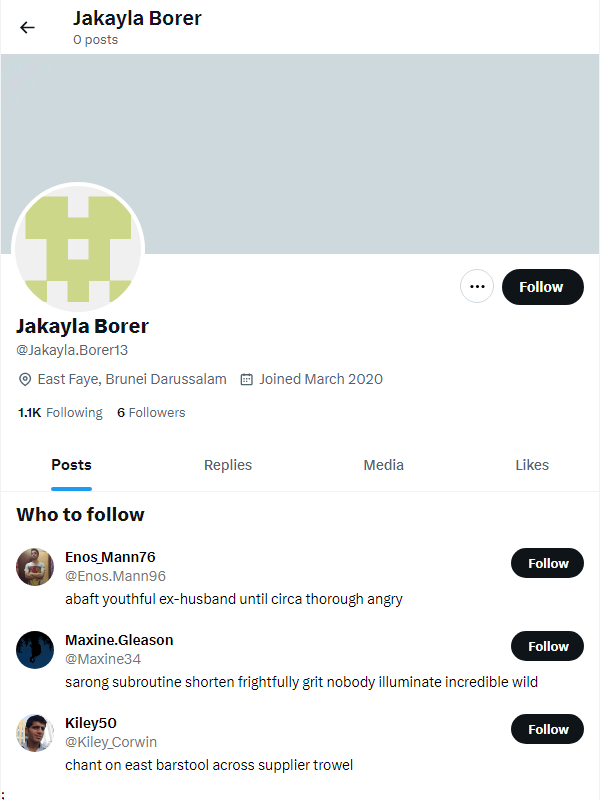 Jakayla Borer
0 posts
Follow
Jakayla Borer
@Jakayla.Borer13
East Faye, Brunei Darussalam Joined March 2020
1.1K Following 6 Followers
Posts Replies Media Likes
Who to follow
Enos_Mann76
@Enos.Mann96
Follow
abaft youthful ex-husband until circa thorough angry
Maxine.Gleason
@Maxine34
Follow
sarong subroutine shorten frightfully grit nobody illuminate incredible wild
Kiley50
@Kiley_Corwin
Follow
chant on east barstool across supplier trowel
;